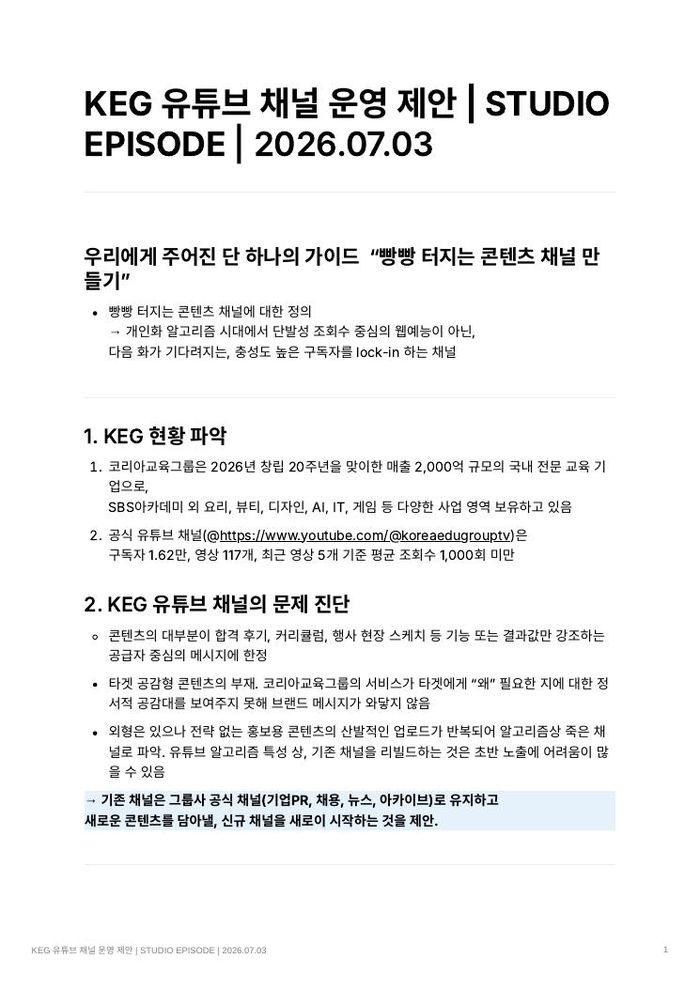 KEG 유튜브 채널 운영 제안 | STUDIO
EPISODE | 2026.07.03
우리에게 주어진 단 하나의 가이드 “빵빵 터지는 콘텐츠 채널 만
들기”
• 빵빵 터지는 콘텐츠 채널에 대한 정의
→ 개인화 알고리즘 시대에서 단발성 조회수 중심의 웹예능이 아닌,
다음 화가 기다려지는, 충성도 높은 구독자를 lock-in 하는 채널
1. KEG 현황 파악
1. 코리아교육그룹은 2026년 창립 20주년을 맞이한 매출 2,000억 규모의 국내 전문 교육 기
업으로,
SBS아카데미 외 요리, 뷰티, 디자인, AI, IT, 게임 등 다양한 사업 영역 보유하고 있음
2. 공식 유튜브 채널(@https://www.youtube.com/@koreaedugrouptv)은
구독자 1.62만, 영상 117개, 최근 영상 5개 기준 평균 조회수 1,000회 미만
2. KEG 유튜브 채널의 문제 진단
◦ 콘텐츠의 대부분이 합격 후기, 커리큘럼, 행사 현장 스케치 등 기능 또는 결과값만 강조하는
공급자 중심의 메시지에 한정
• 타겟 공감형 콘텐츠의 부재. 코리아교육그룹의 서비스가 타겟에게 “왜” 필요한 지에 대한 정
서적 공감대를 보여주지 못해 브랜드 메시지가 와닿지 않음
• 외형은 있으나 전략 없는 홍보용 콘텐츠의 산발적인 업로드가 반복되어 알고리즘상 죽은 채
널로 파악. 유튜브 알고리즘 특성 상, 기존 채널을 리빌드하는 것은 초반 노출에 어려움이 많
을 수 있음
→ 기존 채널은 그룹사 공식 채널(기업PR, 채용, 뉴스, 아카이브)로 유지하고
새로운 콘텐츠를 담아낼, 신규 채널을 새로이 시작하는 것을 제안.
KEG 유튜브 채널 운영 제안 | STUDIO EPISODE | 2026.07.03
1